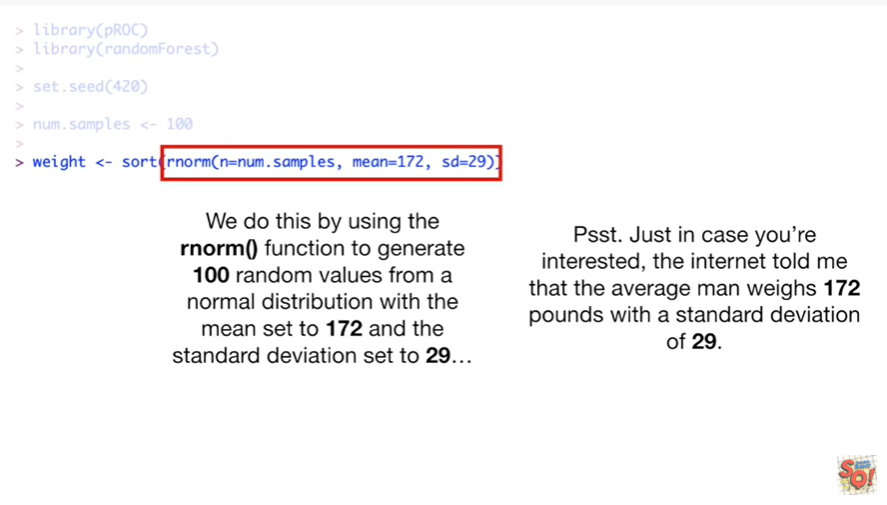 > library(pROC)
> library(randomForest)
>
> set.seed(420)
>
> num.samples <- 100
>
> weight <- sort(rnorm(n=num.samples, mean=172, sd=29))
We do this by using the
rnorm() function to generate
100 random values from a
normal distribution with the
mean set to 172 and the
standard deviation set to 29…
Psst. Just in case you’re
interested, the internet told me
that the average man weighs 172
pounds with a standard deviation
of 29.
SQ!